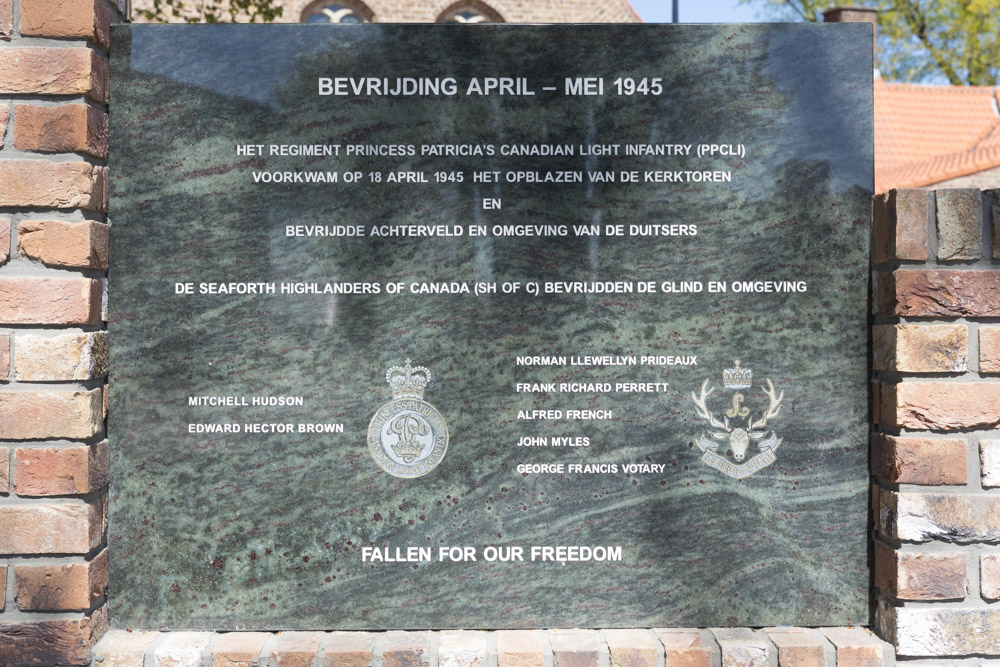 BEVRIJDING APRIL – MEI 1945
HET REGIMENT PRINCESS PATRICIA'S CANADIAN LIGHT INFANTRY (PPCLI)
VOORKWAM OP 18 APRIL 1945 HET OPBLAZEN VAN DE KERKTOREN
EN
BEVRIJDDE ACHTERVELD EN OMGEVING VAN DE DUITSERS
DE SEAFORTH HIGHLANDERS OF CANADA (SH OF C) BEVRIJDDEN DE GLIND EN OMGEVING
MITCHELL HUDSON
EDWARD HECTOR BROWN
NORMAN LLEWELLYN PRIDEAUX
FRANK RICHARD PERRETT
ALFRED FRENCH
JOHN MYLES
GEORGE FRANCIS VOTARY
FALLEN FOR OUR FREEDOM